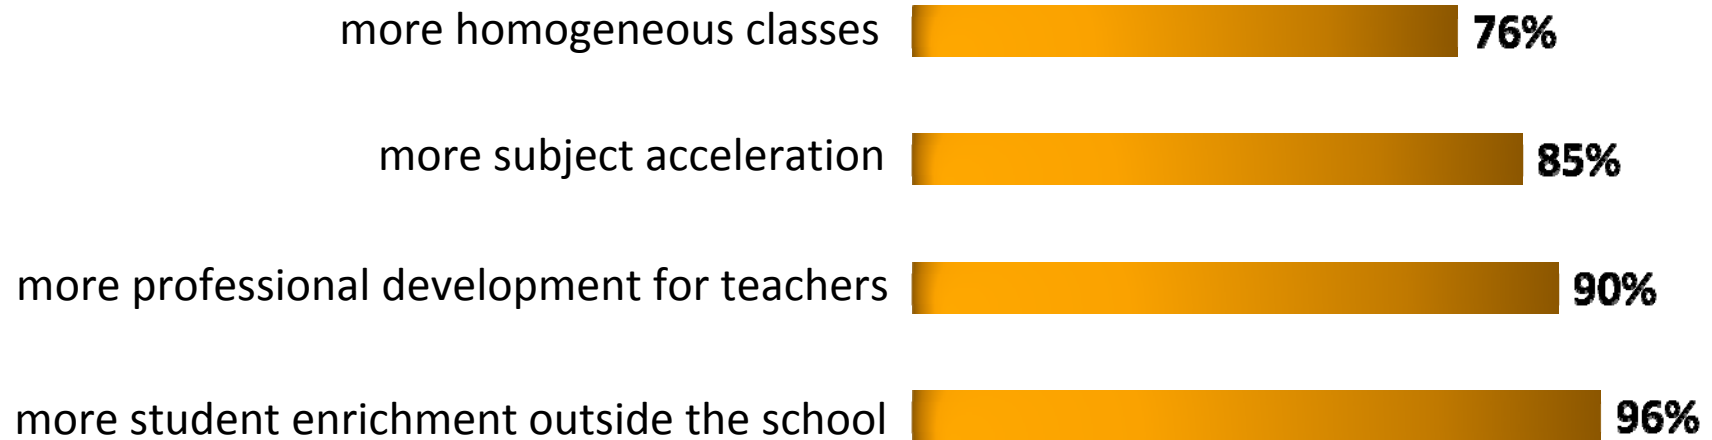 more homogeneous classes 76%
more subject acceleration 85%
more professional development for teachers 90%
more student enrichment outside the school 96%